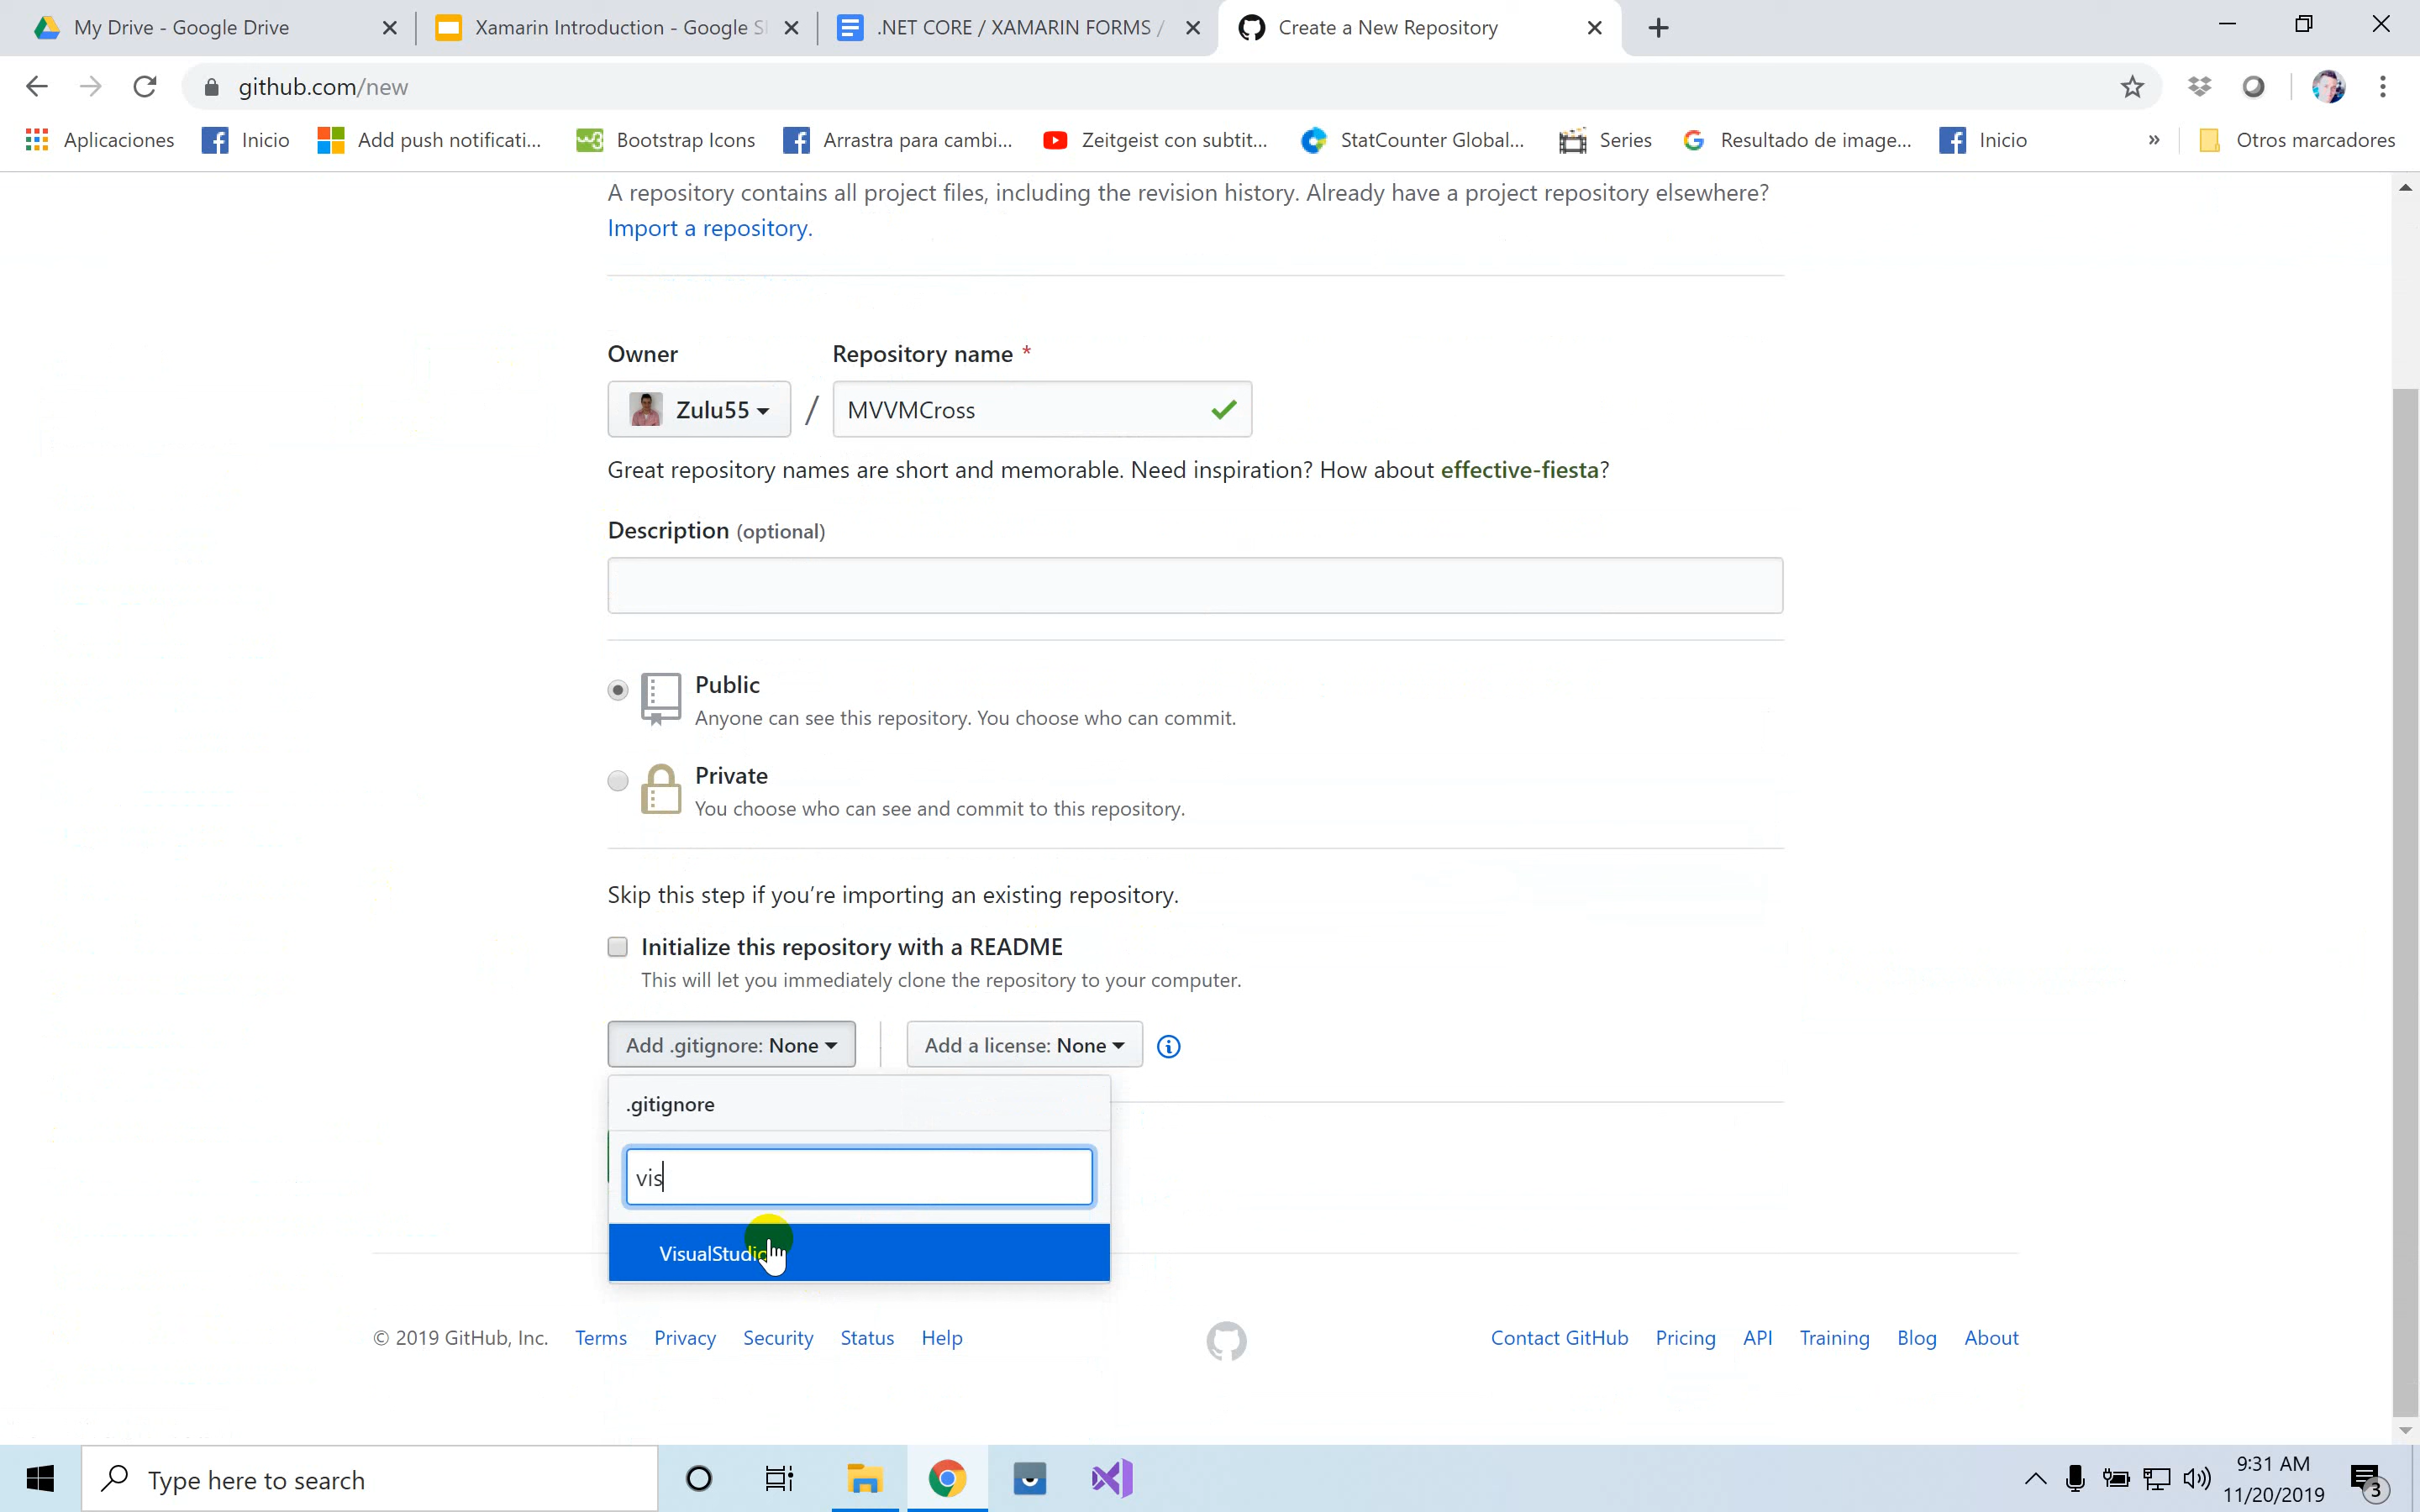 My Drive - Google Drive
Xamarin Introduction - Google Sl
.NET CORE / XAMARIN FORMS /
Create a New Repository
github.com/new
Aplicaciones
Inicio
Add push notificati...
Bootstrap Icons
Arrastra para cambi...
Zeitgeist con subtit...
StatCounter Global...
Series
Resultado de image...
Inicio
»
Otros marcadores
A repository contains all project files, including the revision history. Already have a project repository elsewhere?
Import a repository.
Owner
Repository name *
Zulu55
/
MVVMCross
Great repository names are short and memorable. Need inspiration? How about effective-fiesta?
Description (optional)
Public
Anyone can see this repository. You choose who can commit.
Private
You choose who can see and commit to this repository.
Skip this step if you're importing an existing repository.
Initialize this repository with a README
This will let you immediately clone the repository to your computer.
Add .gitignore: None
Add a license: None
.gitignore
vis
VisualStudio
© 2019 GitHub, Inc.
Terms
Privacy
Security
Status
Help
Contact GitHub
Pricing
API
Training
Blog
About
Type here to search
9:31 AM
11/20/2019
3